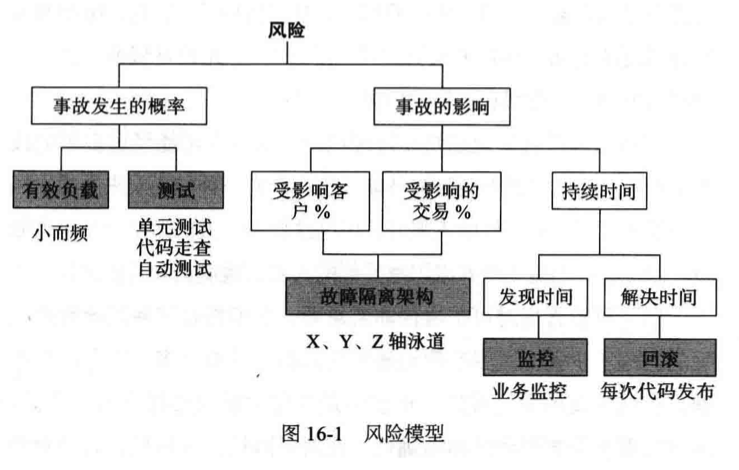 风险
事故发生的概率
事故的影响
有效负载
测试
受影响客
户 %
受影响的
交易 %
持续时间
小而频
单元测试
代码走查
自动测试
故障隔离架构
发现时间
解决时间
X、Y、Z 轴泳道
监控
回滚
业务监控
每次代码发布
图 16-1 风险模型